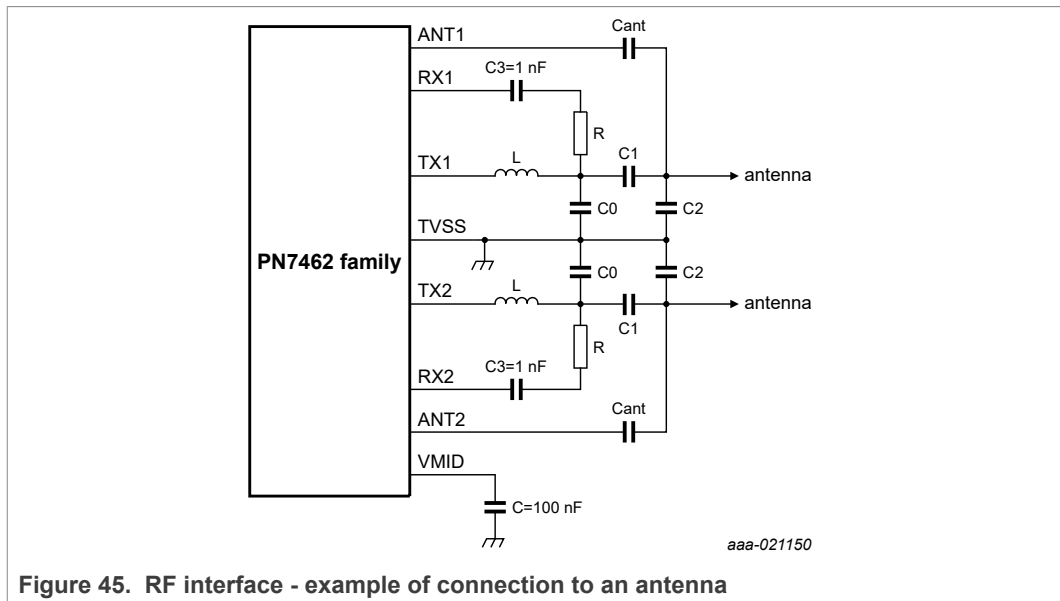 ANT1
Cant
C3=1 nF
RX1
R
C1
TX1
L
antenna
C0
C2
TVSS
PN7462 family
C0
C2
L
TX2
antenna
C1
R
C3=1 nF
RX2
Cant
ANT2
VMID
C=100 nF
aaa-021150
Figure 45. RF interface - example of connection to an antenna